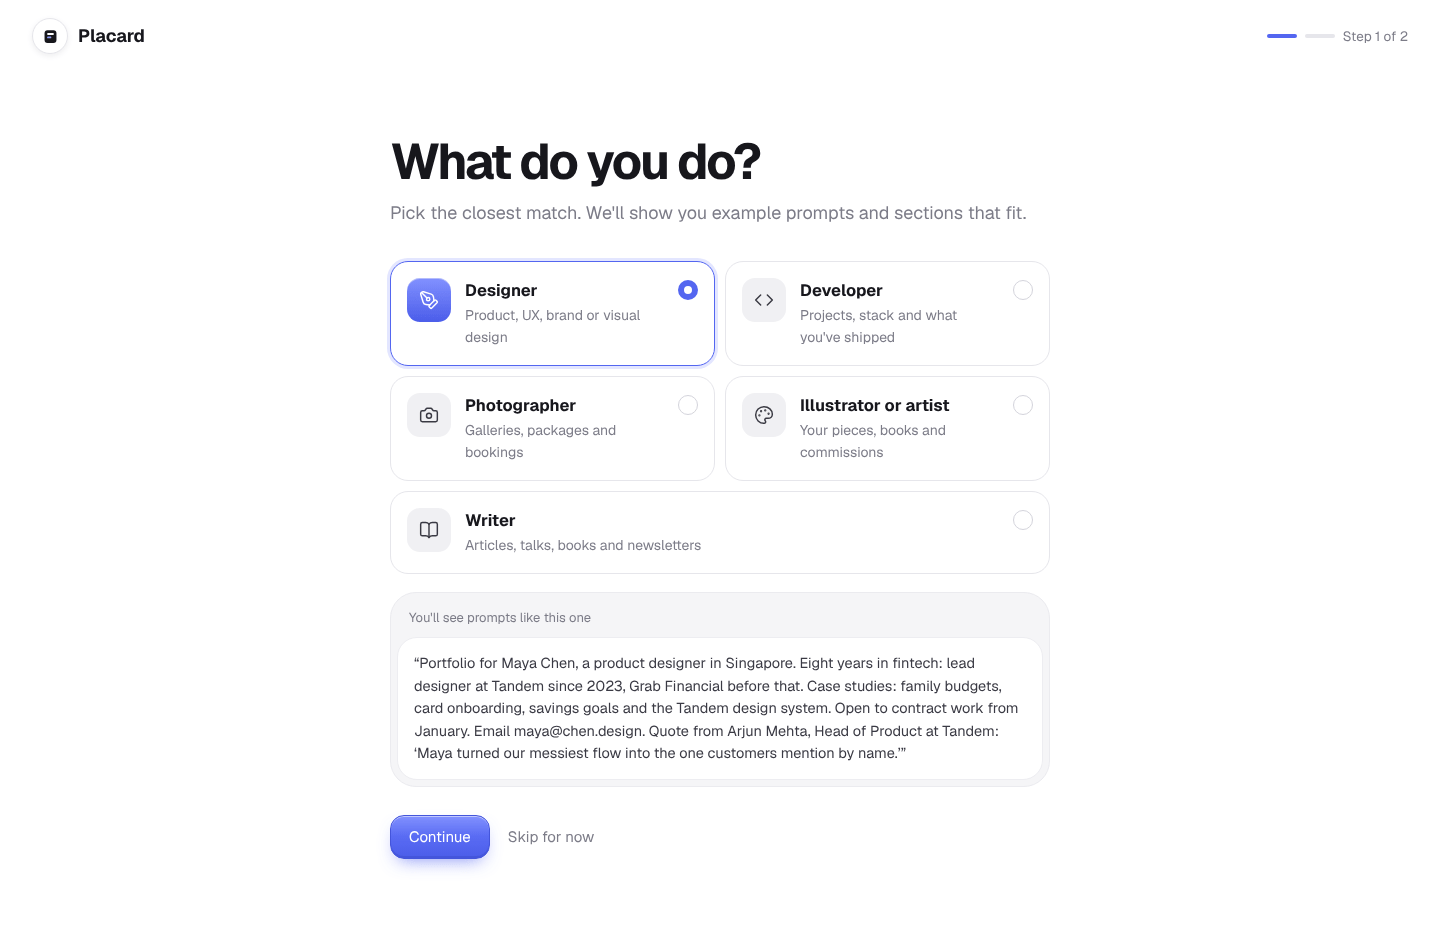 Placard
Step 1 of 2
What do you do?
Pick the closest match. We'll show you example prompts and sections that fit.
Designer
Product, UX, brand or visual
design
Developer
Projects, stack and what
you've shipped
Photographer
Galleries, packages and
bookings
Illustrator or artist
Your pieces, books and
commissions
Writer
Articles, talks, books and newsletters
You'll see prompts like this one
“Portfolio for Maya Chen, a product designer in Singapore. Eight years in fintech: lead
designer at Tandem since 2023, Grab Financial before that. Case studies: family budgets,
card onboarding, savings goals and the Tandem design system. Open to contract work from
January. Email maya@chen.design. Quote from Arjun Mehta, Head of Product at Tandem:
‘Maya turned our messiest flow into the one customers mention by name.’”
Continue
Skip for now